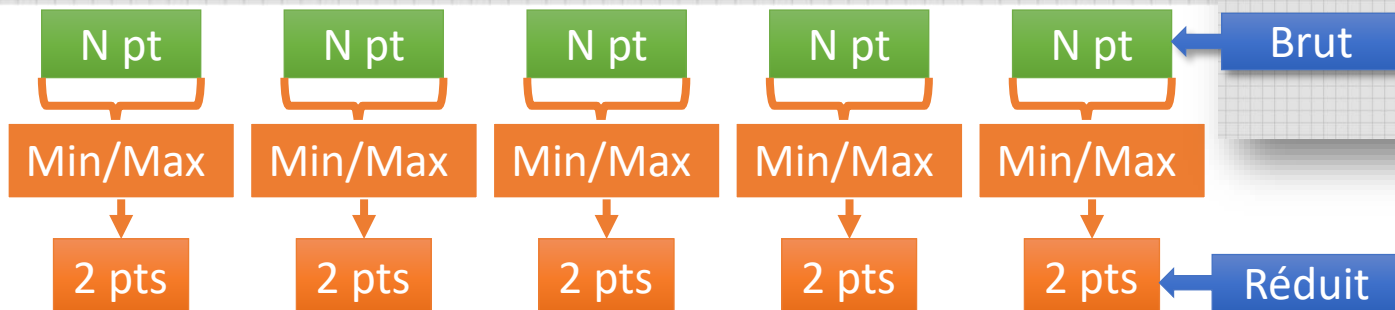 N pt N pt N pt N pt N pt Brut
Min/Max Min/Max Min/Max Min/Max Min/Max
2 pts 2 pts 2 pts 2 pts 2 pts Réduit